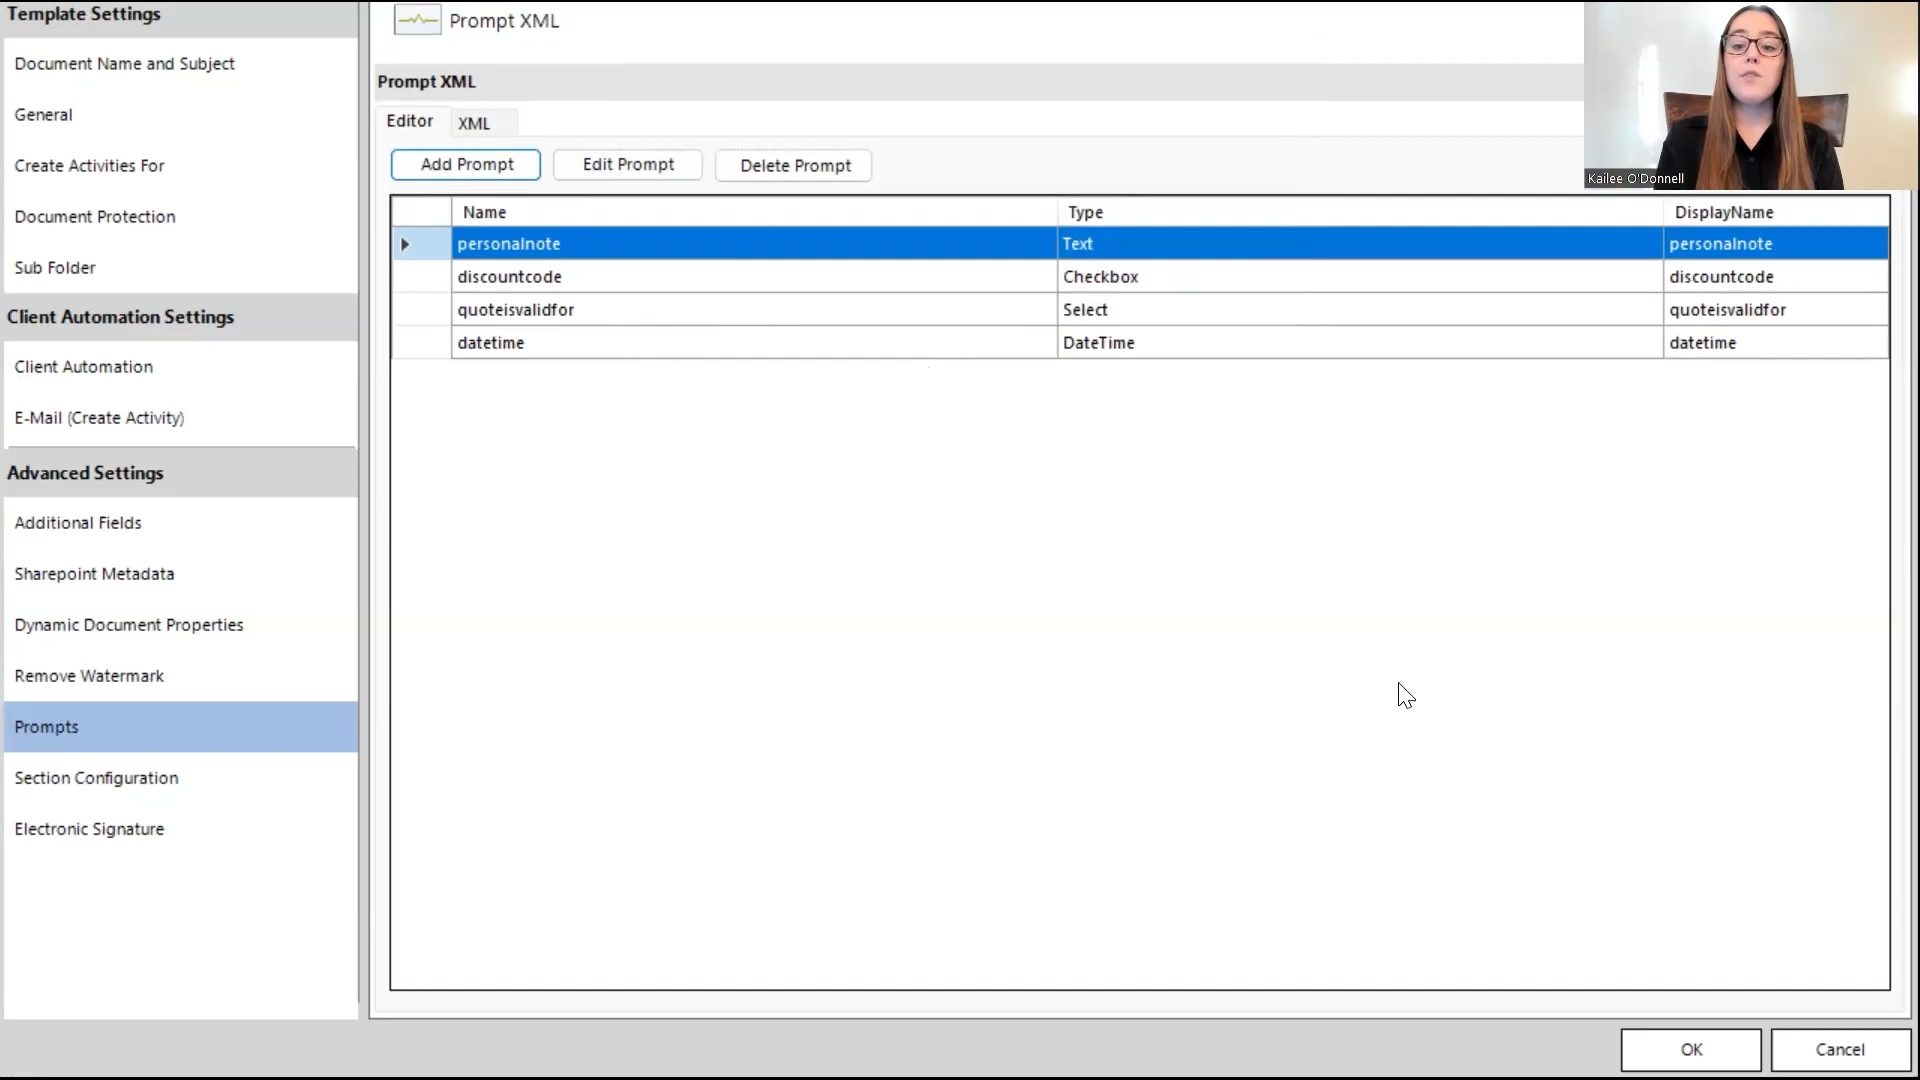 Template Settings
Document Name and Subject
General
Create Activities For
Document Protection
Sub Folder
Client Automation Settings
Client Automation
E-Mail (Create Activity)
Advanced Settings
Additional Fields
Sharepoint Metadata
Dynamic Document Properties
Remove Watermark
Prompts
Section Configuration
Electronic Signature
Prompt XML
Prompt XML
Editor XML
Add Prompt Edit Prompt Delete Prompt
Name Type DisplayName
personalnote Text personalnote
discountcode Checkbox discountcode
quoteisvalidfor Select quoteisvalidfor
datetime DateTime datetime
Kailee O'Donnell
OK Cancel